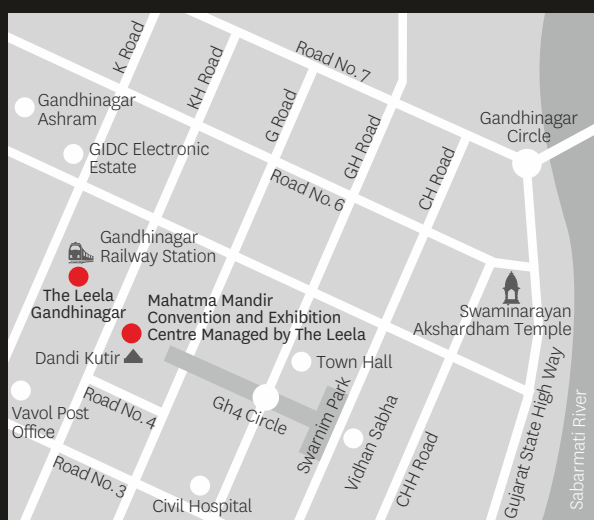 K Road
KH Road
Road No. 7
G Road
Gandhinagar
Ashram
GH Road
Gandhinagar
Circle
GIDC Electronic
Estate
CH Road
Road No. 6
Gandhinagar
Railway Station
The Leela
Gandhinagar
Mahatma Mandir
Convention and Exhibition
Centre Managed by The Leela
Swaminarayan
Akshardham Temple
Dandi Kutir
Town Hall
Vavol Post
Office
Road No. 4
Gh4 Circle
Swarnim Park
Vidhan Sabha
CHH Road
Gujarat State High Way
Sabarmati River
Road No. 3
Civil Hospital